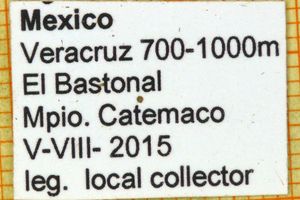 Mexico
Veracruz 700-1000m
El Bastonal
Mpio. Catemaco
V-VIII- 2015
leg. local collector